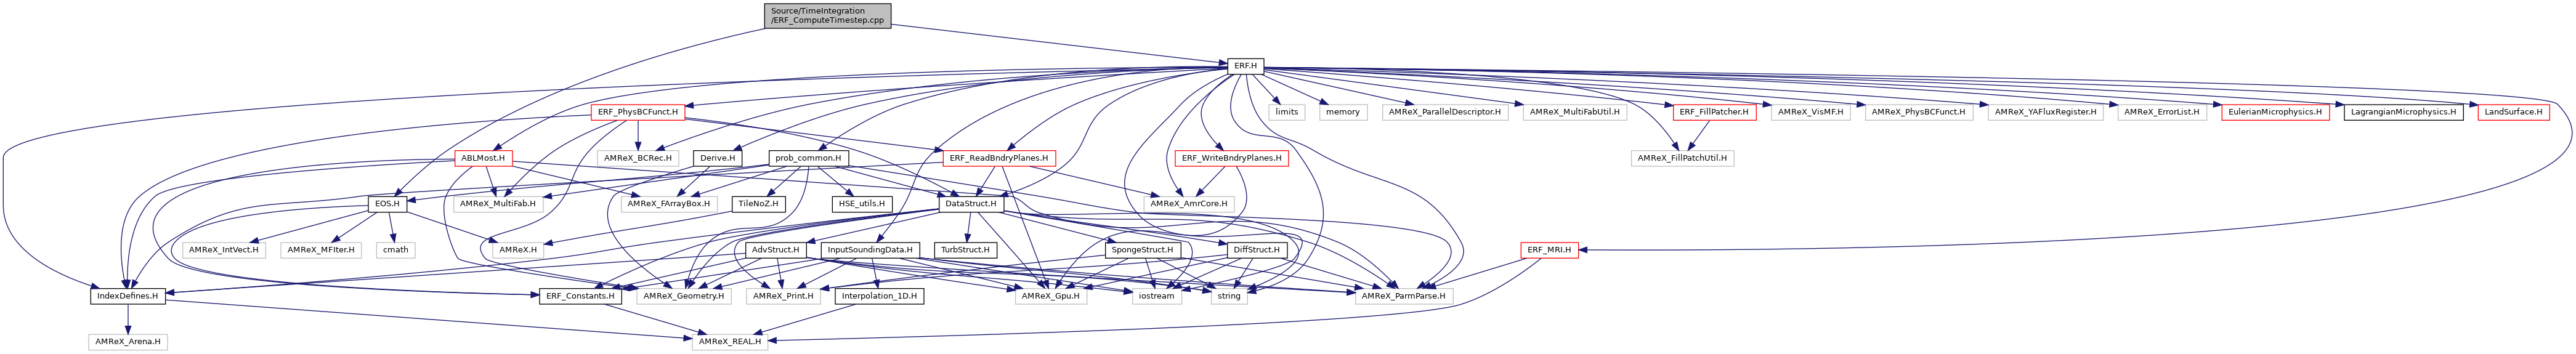 Source/TimeIntegration
/ERF_ComputeTimestep.cpp
ERF.H
ERF_PhysBCFunct.H
limits
memory
AMReX_ParallelDescriptor.H
AMReX_MultiFabUtil.H
ERF_FillPatcher.H
AMReX_VisMF.H
AMReX_PhysBCFunct.H
AMReX_YAFluxRegister.H
AMReX_ErrorList.H
EulerianMicrophysics.H
LagrangianMicrophysics.H
LandSurface.H
ABLMost.H
AMReX_BCRec.H
Derive.H
prob_common.H
ERF_ReadBndryPlanes.H
ERF_WriteBndryPlanes.H
AMReX_FillPatchUtil.H
EOS.H
AMReX_MultiFab.H
AMReX_FArrayBox.H
TileNoZ.H
HSE_utils.H
DataStruct.H
AMReX_AmrCore.H
AMReX_IntVect.H
AMReX_MFIter.H
cmath
AMReX.H
AdvStruct.H
InputSoundingData.H
TurbStruct.H
SpongeStruct.H
DiffStruct.H
ERF_MRI.H
IndexDefines.H
ERF_Constants.H
AMReX_Geometry.H
AMReX_Print.H
Interpolation_1D.H
AMReX_Gpu.H
iostream
string
AMReX_ParmParse.H
AMReX_Arena.H
AMReX_REAL.H